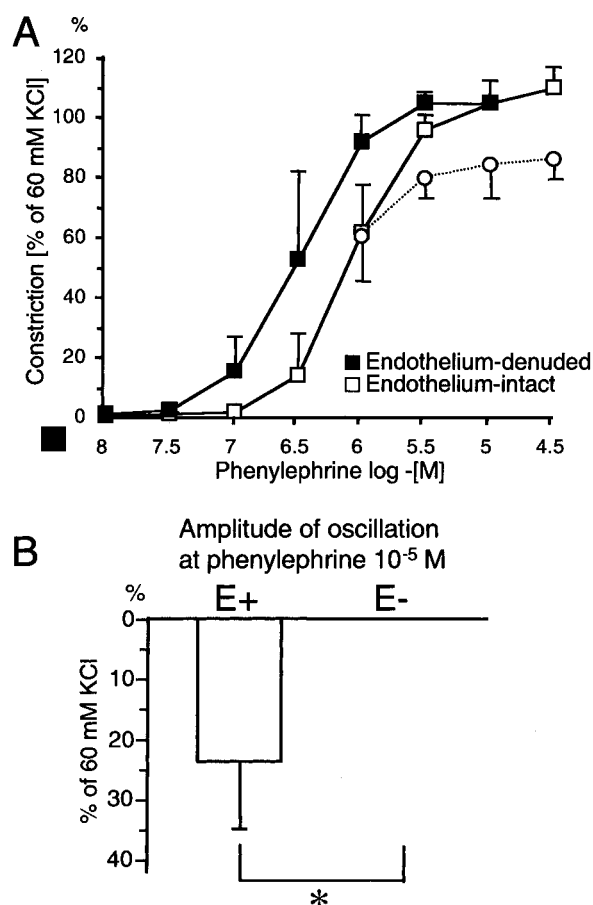 A
%
120
100
80
60
40
20
0
Constriction [% of 60 mM KCl]
Endothelium-denuded
Endothelium-intact
8 7.5 7 6.5 6 5.5 5 4.5
Phenylephrine log -[M]
B
Amplitude of oscillation
at phenylephrine 10-5 M
%
E+ E-
0
10
20
30
40
% of 60 mM KCl
*